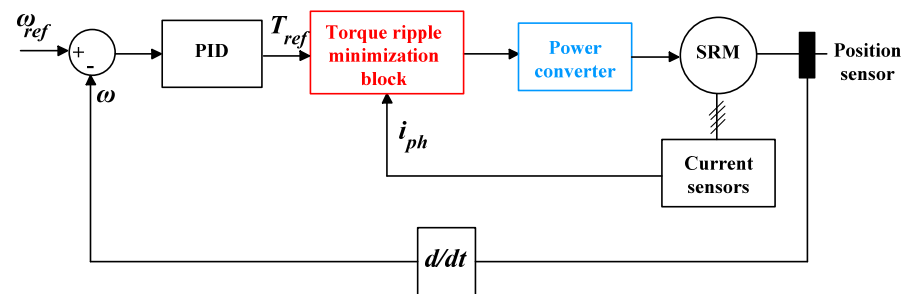 ω_ref
+
-
ω
PID
T_ref
Torque ripple
minimization
block
i_ph
Power
converter
SRM
Position
sensor
Current
sensors
d/dt